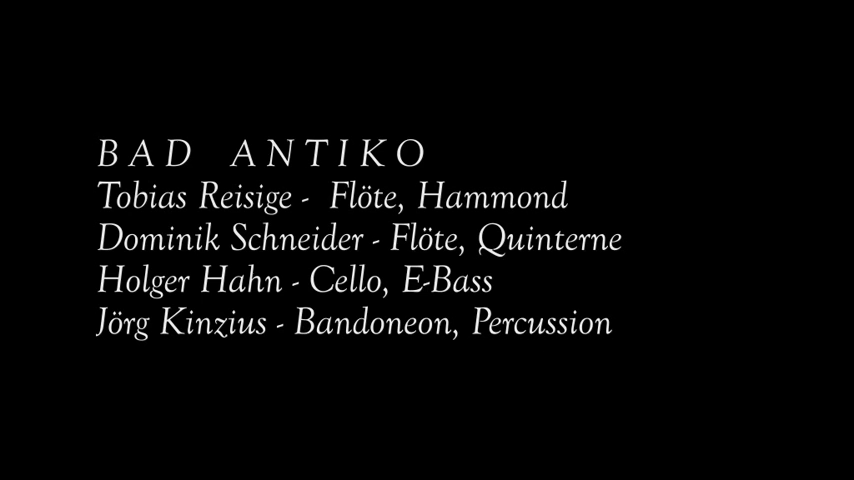 BAD ANTIKO
Tobias Reisige - Flöte, Hammond
Dominik Schneider - Flöte, Quinterne
Holger Hahn - Cello, E-Bass
Jörg Kinzius - Bandoneon, Percussion